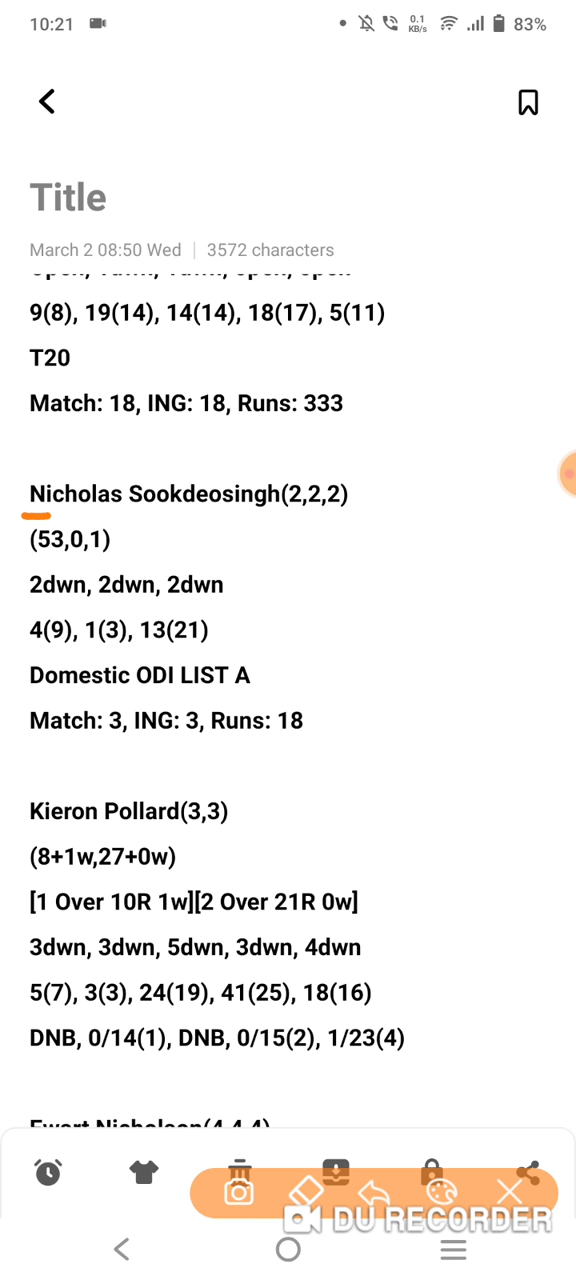 10:21
0.1
KB/s
83%
Title
March 2 08:50 Wed | 3572 characters
9(8), 19(14), 14(14), 18(17), 5(11)
T20
Match: 18, ING: 18, Runs: 333
Nicholas Sookdeosingh(2,2,2)
(53,0,1)
2dwn, 2dwn, 2dwn
4(9), 1(3), 13(21)
Domestic ODI LIST A
Match: 3, ING: 3, Runs: 18
Kieron Pollard(3,3)
(8+1w,27+0w)
[1 Over 10R 1w][2 Over 21R 0w]
3dwn, 3dwn, 5dwn, 3dwn, 4dwn
5(7), 3(3), 24(19), 41(25), 18(16)
DNB, 0/14(1), DNB, 0/15(2), 1/23(4)
DU RECORDER